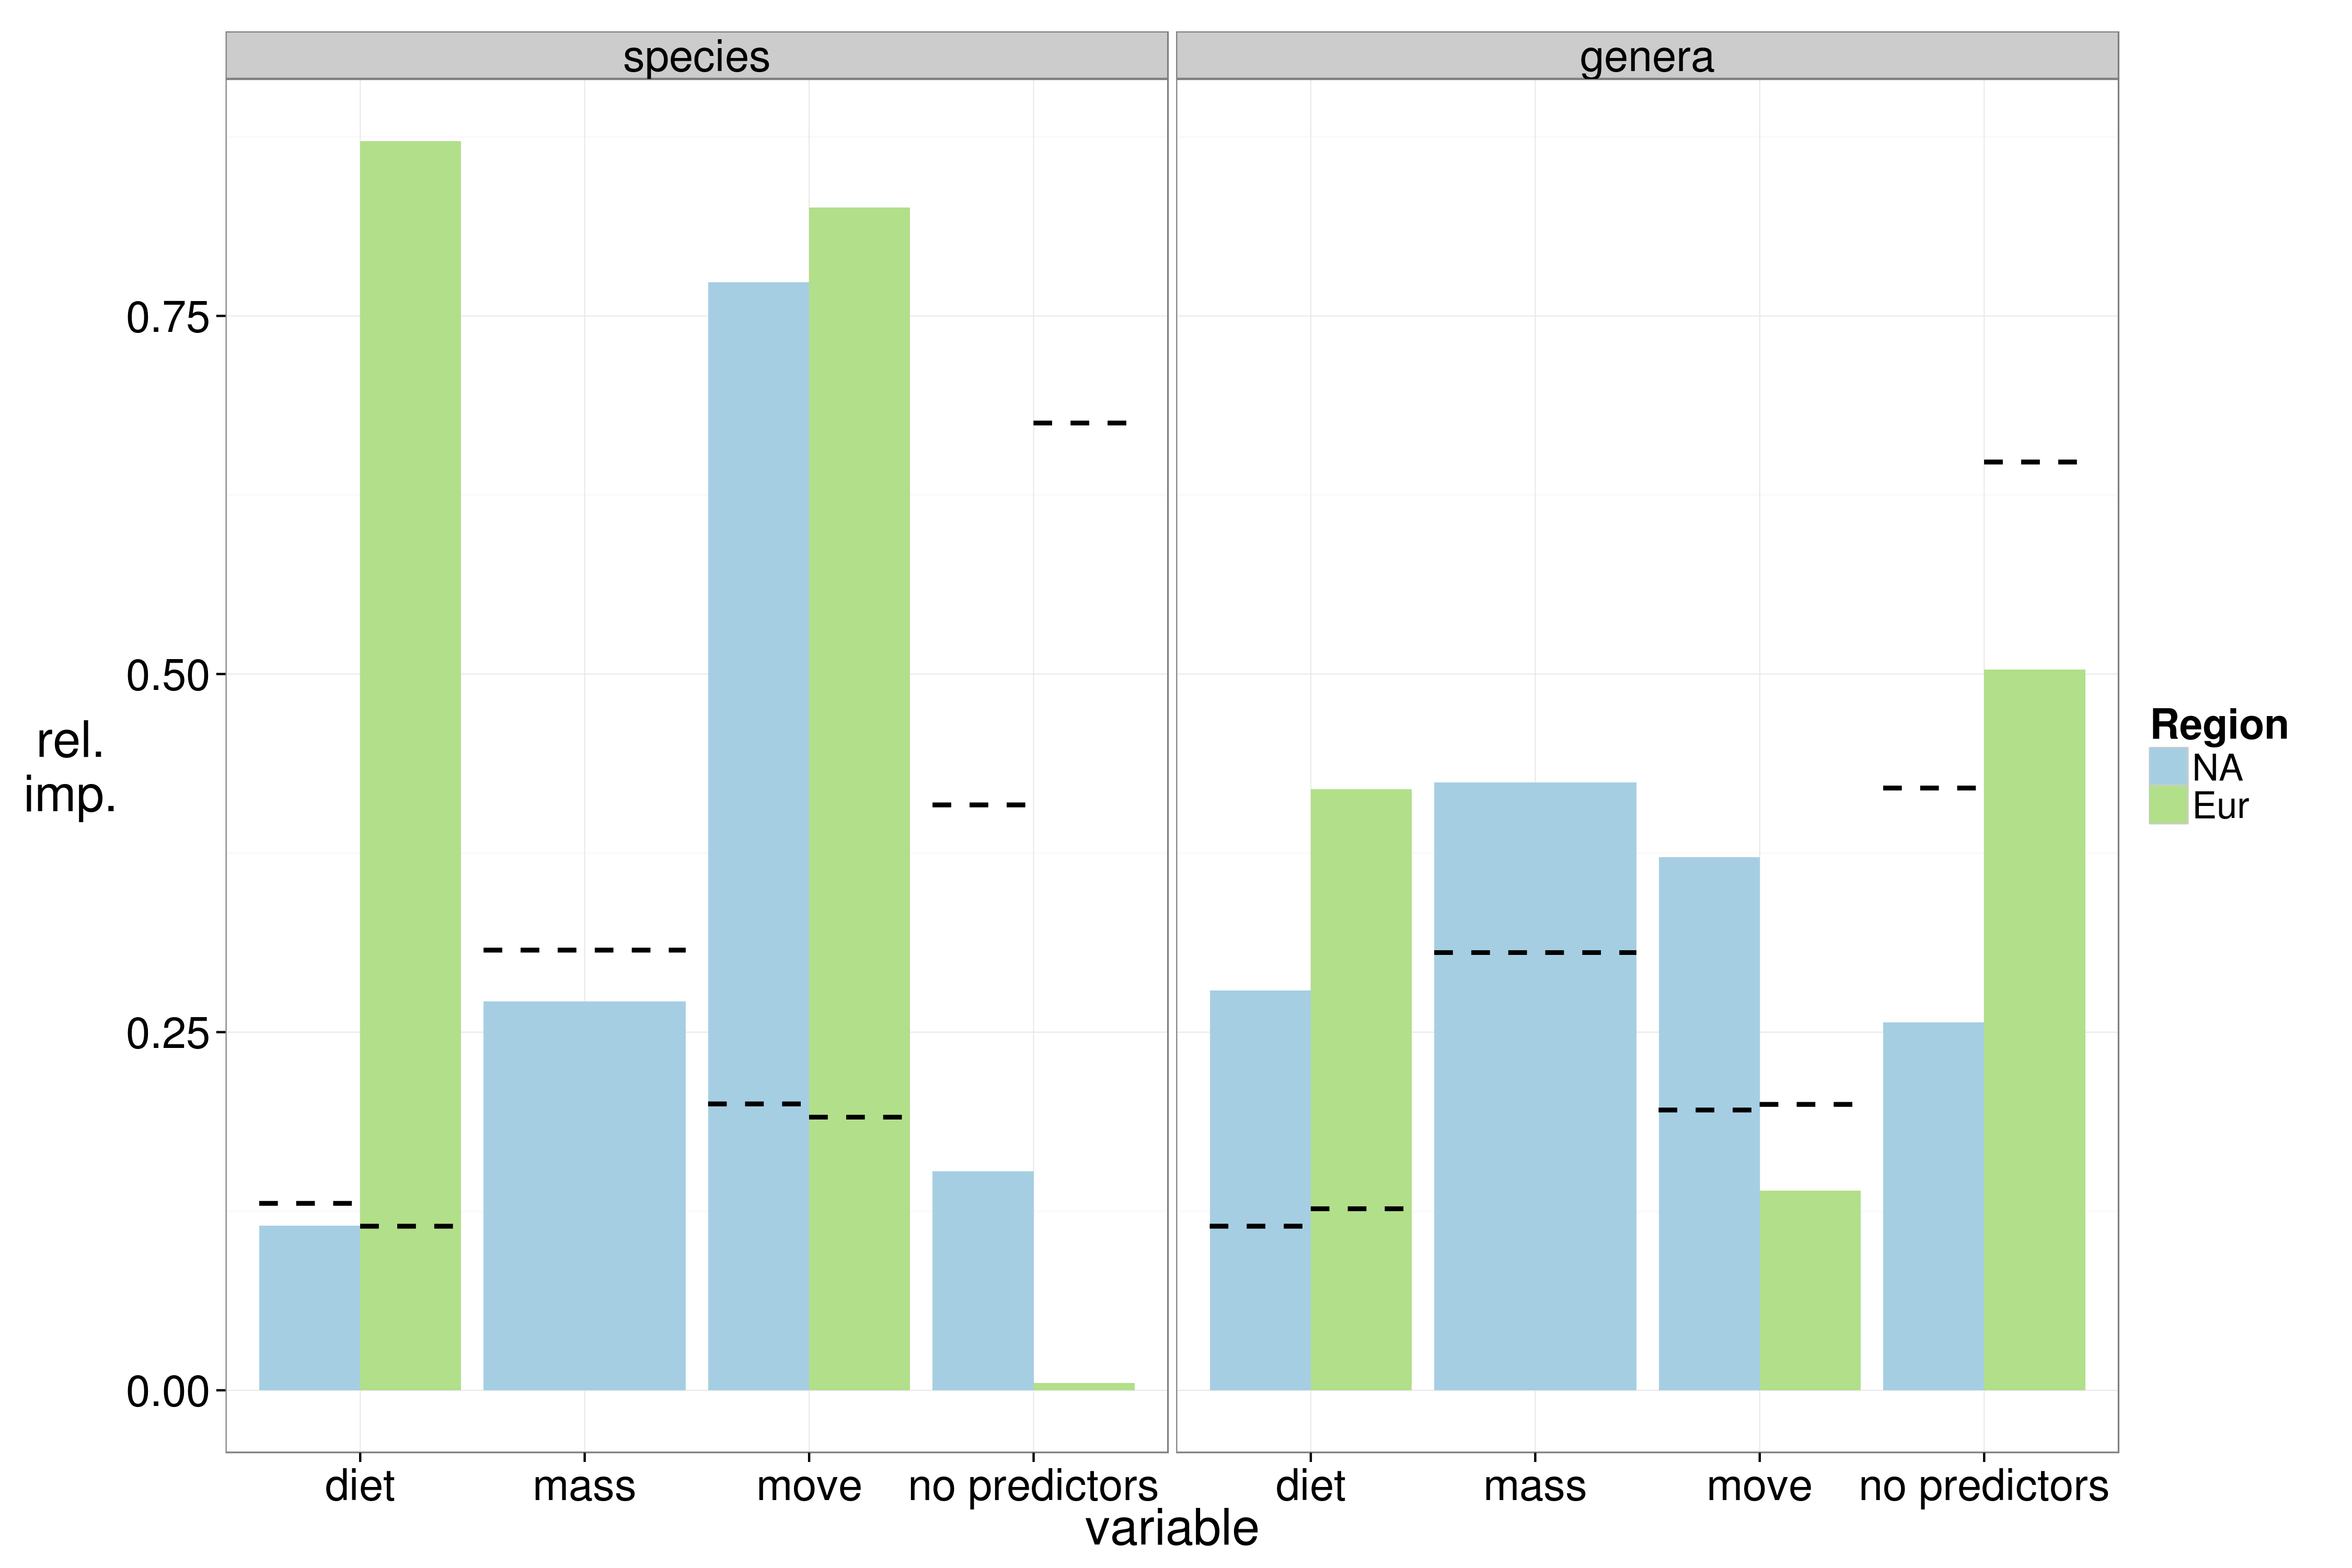 species
genera
0.75
0.50
0.25
0.00
rel.
imp.
diet mass move no predictors
diet mass move no predictors
variable
Region
NA
Eur